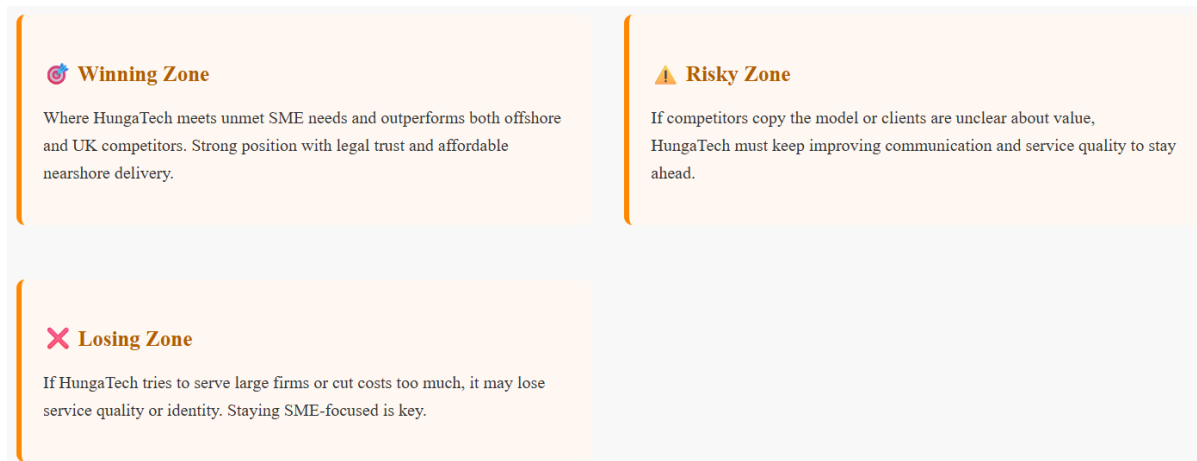 🎯 Winning Zone
Where HungaTech meets unmet SME needs and outperforms both offshore
and UK competitors. Strong position with legal trust and affordable
nearshore delivery.
⚠️ Risky Zone
If competitors copy the model or clients are unclear about value,
HungaTech must keep improving communication and service quality to stay
ahead.
❌ Losing Zone
If HungaTech tries to serve large firms or cut costs too much, it may lose
service quality or identity. Staying SME-focused is key.